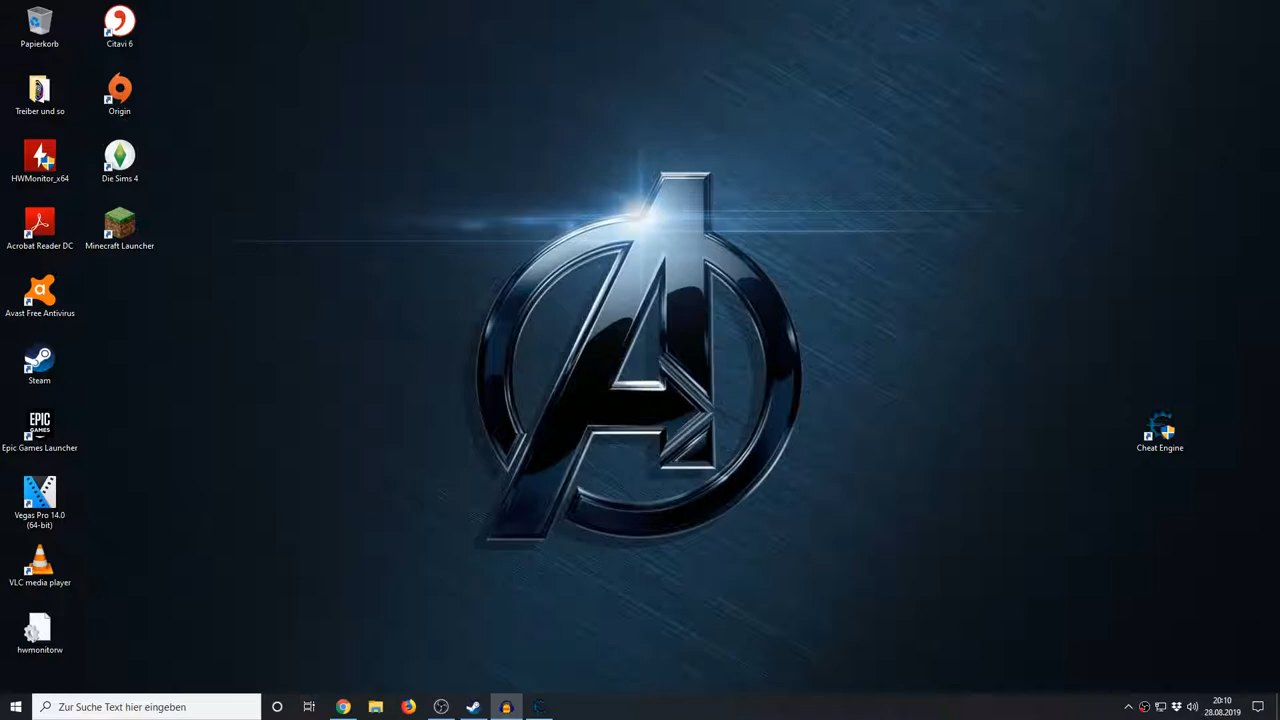 Papierkorb
Citavi 6
Treiber und so
Origin
HWMonitor_x64
Die Sims 4
Acrobat Reader DC
Minecraft Launcher
Avast Free Antivirus
Steam
EPIC
GAMES
Epic Games Launcher
Cheat Engine
Vegas Pro 14.0
(64-bit)
VLC media player
hwmonitorw
Zur Suche Text hier eingeben
20:10
28.08.2019